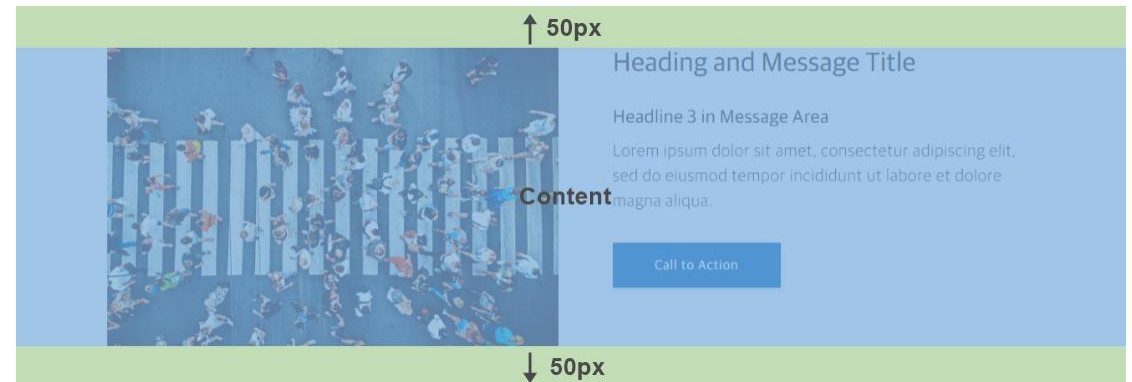 50px
Heading and Message Title
Headline 3 in Message Area
Lorem ipsum dolor sit amet, consectetur adipiscing elit,
sed do eiusmod tempor incididunt ut labore et dolore
magna aliqua.
Content
Call to Action
50px